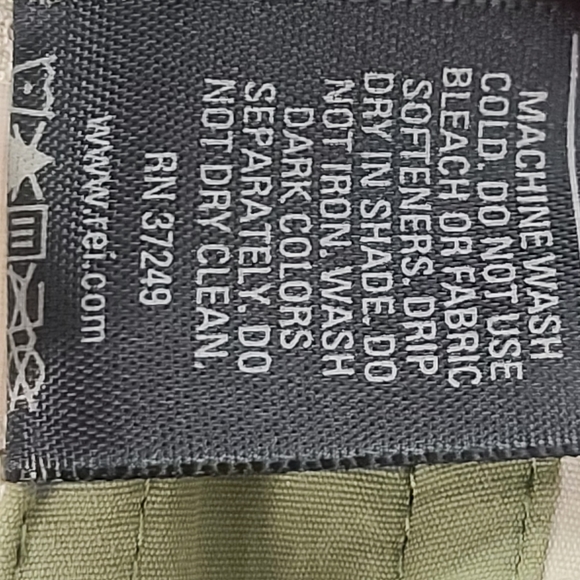 MACHINE WASH
COLD. DO NOT USE
BLEACH OR FABRIC
SOFTENERS. DRIP
DRY IN SHADE. DO
NOT IRON. WASH
DARK COLORS
SEPARATELY. DO
NOT DRY CLEAN.
RN 37249
www.rei.com